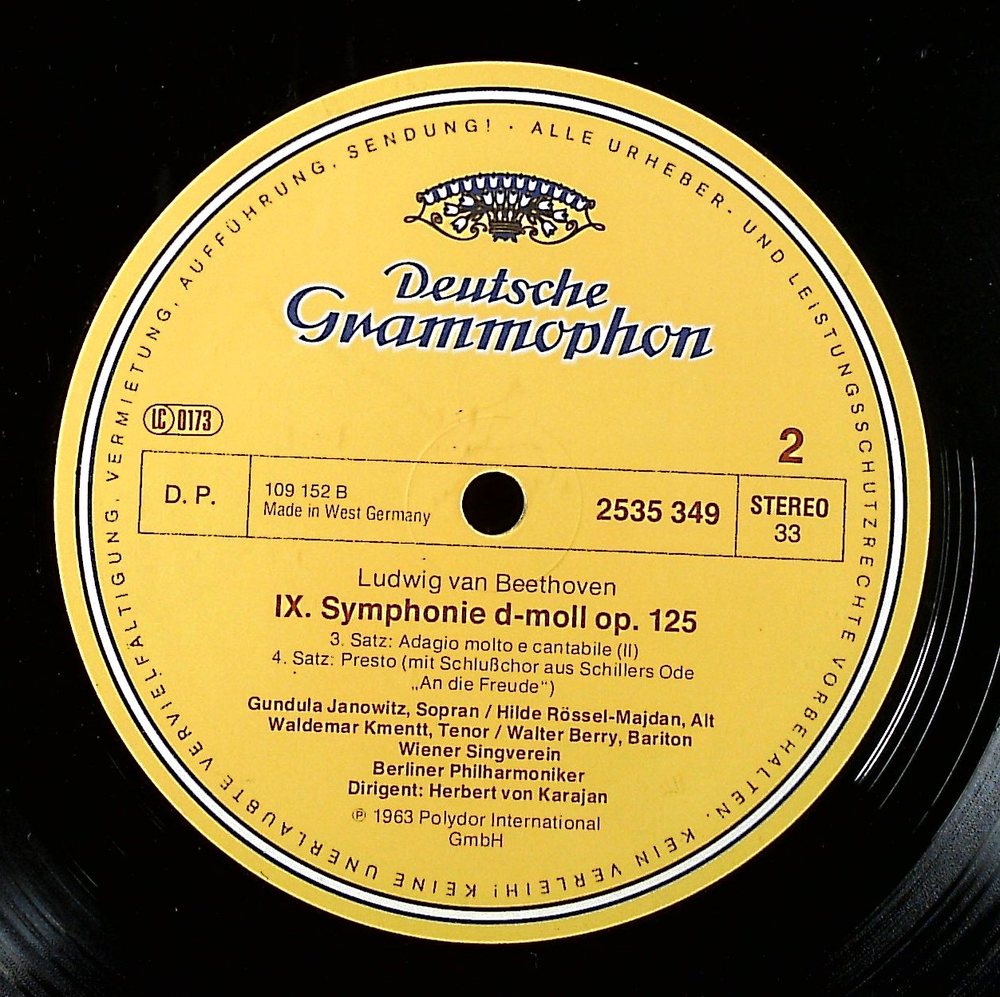 ALLE URHEBER- UND LEISTUNGSSCHUTZRECHTE VORBEHALTEN. KEIN VERLEIH! KEINE UNERLAUBTE VERVIELFÄLTIGUNG, VERMIETUNG, AUFFÜHRUNG, SENDUNG! ·
Deutsche
Grammophon
LC 0173
2
D. P.
109 152 B
Made in West Germany
2535 349
STEREO
33
Ludwig van Beethoven
IX. Symphonie d-moll op. 125
3. Satz: Adagio molto e cantabile (II)
4. Satz: Presto (mit Schlußchor aus Schillers Ode
„An die Freude“)
Gundula Janowitz, Sopran / Hilde Rössel-Majdan, Alt
Waldemar Kmentt, Tenor / Walter Berry, Bariton
Wiener Singverein
Berliner Philharmoniker
Dirigent: Herbert von Karajan
℗ 1963 Polydor International
GmbH